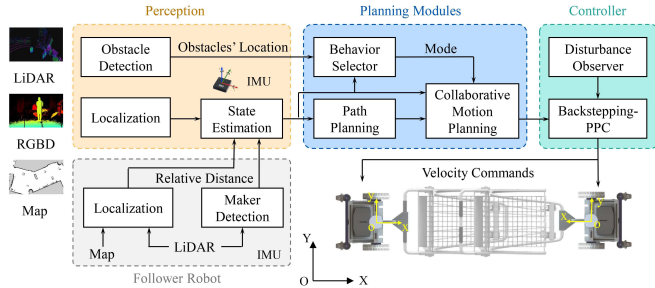 Perception
Planning Modules
Controller
LiDAR
RGBD
Map
Obstacle
Detection
Obstacles' Location
IMU
Localization
State
Estimation
Behavior
Selector
Mode
Path
Planning
Collaborative
Motion
Planning
Disturbance
Observer
Backstepping-
PPC
Relative Distance
Localization
Maker
Detection
LiDAR
Map
IMU
Follower Robot
Velocity Commands
Y
O
X
Y
O
X
Y
X
O